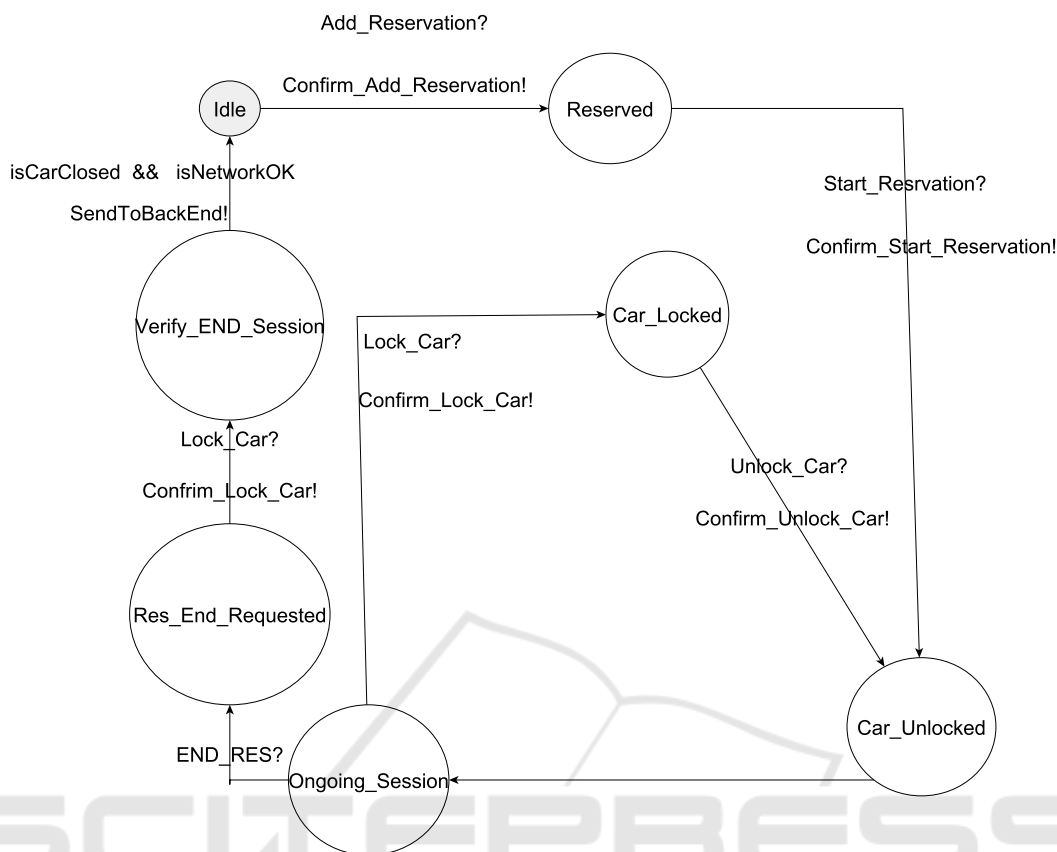 Add_Reservation?
Confirm_Add_Reservation!
Idle
Reserved
isCarClosed && isNetworkOK
SendToBackEnd!
Start_Resrvation?
Confirm_Start_Reservation!
Verify_END_Session
Car_Locked
Lock_Car?
Confirm_Lock_Car!
Lock_Car?
Confrim_Lock_Car!
Unlock_Car?
Confirm_Unlock_Car!
Res_End_Requested
Car_Unlocked
END_RES?
Ongoing_Session
SCITEPRESS